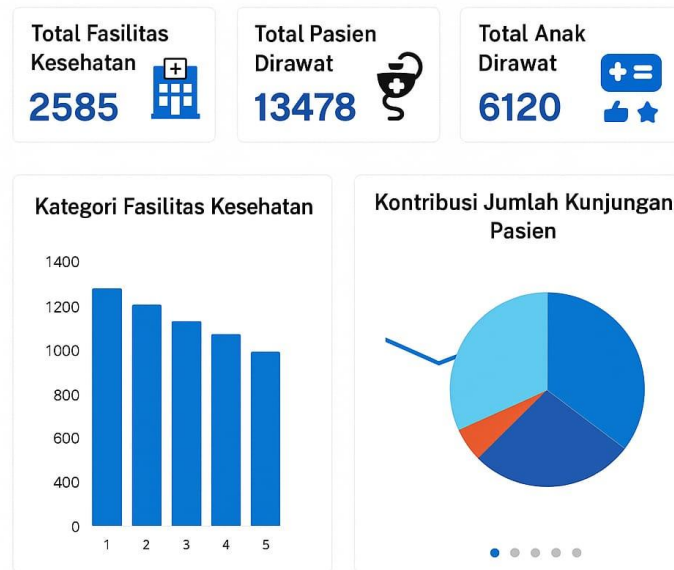 Total Fasilitas
Kesehatan
2585
Total Pasien
Dirawat
13478
Total Anak
Dirawat
6120
Kategori Fasilitas Kesehatan
1400
1200
1000
800
600
400
0
1 2 3 4 5
Kontribusi Jumlah Kunjungan
Pasien